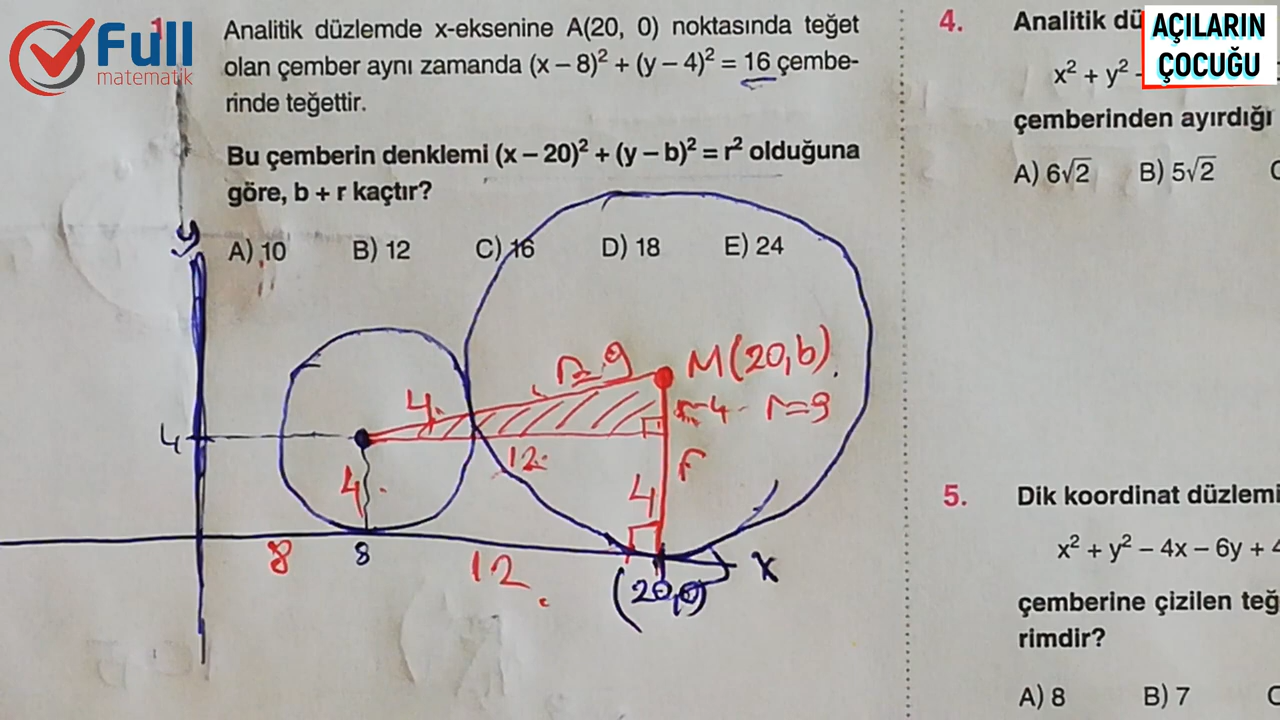 Full
matematik
1
Analitik düzlemde x-eksenine A(20, 0) noktasında teğet
olan çember aynı zamanda (x – 8)² + (y – 4)² = 16 çembe-
rinde teğettir.
Bu çemberin denklemi (x – 20)² + (y – b)² = r² olduğuna
göre, b + r kaçtır?
A) 10 B) 12 C) 16 D) 18 E) 24
y
r=9 M(20,b)
4 r-4 r=9
4 12 r
4 4
8 8 12 (20,0) x
AÇILARIN
ÇOCUĞU
4. Analitik dü
x² + y² -
çemberinden ayırdığı
A) 6√2 B) 5√2
5. Dik koordinat düzlemi
x² + y² – 4x – 6y + 4
çemberine çizilen teğ
rimdir?
A) 8 B) 7